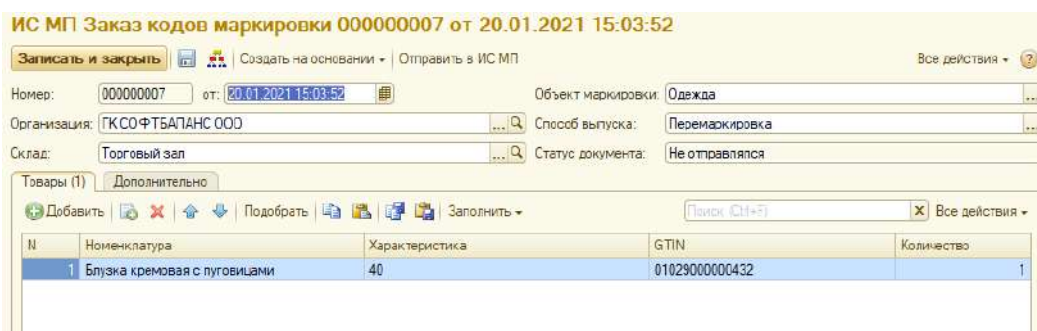 ИС МП Заказ кодов маркировки 000000007 от 20.01.2021 15:03:52
Записать и закрыть Создать на основании Отправить в ИС МП Все действия ?
Номер: 000000007 от: 20.01.2021 15:03:52 Объект маркировки: Одежда ...
Организация: ГК СОФТБАЛАНС ООО ... Способ выпуска: Перемаркировка ...
Склад: Торговый зал ... Статус документа: Не отправлялся
Товары (1) Дополнительно
Добавить Подобрать Заполнить Поиск (Ctrl+F) x Все действия
N Номенклатура Характеристика GTIN Количество
1 Блузка кремовая с пуговицами 40 01029000000432 1